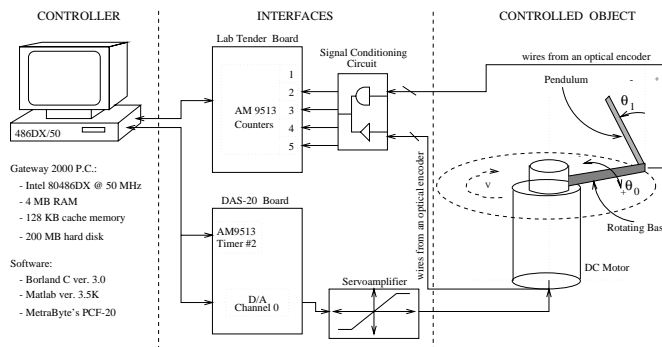 CONTROLLER
INTERFACES
CONTROLLED OBJECT
486DX/50
Gateway 2000 P.C.:
- Intel 80486DX @ 50 MHz
- 4 MB RAM
- 128 KB cache memory
- 200 MB hard disk
Software:
- Borland C ver. 3.0
- Matlab ver. 3.5K
- MetraByte's PCF-20
Lab Tender Board
1
2
3
4
5
AM 9513
Counters
Signal Conditioning
Circuit
DAS-20 Board
AM9513
Timer #2
D/A
Channel 0
Servoamplifier
wires from an optical encoder
wires from an optical encoder
Pendulum
- +
θ1
v
- +
θ0
Rotating Base
DC Motor